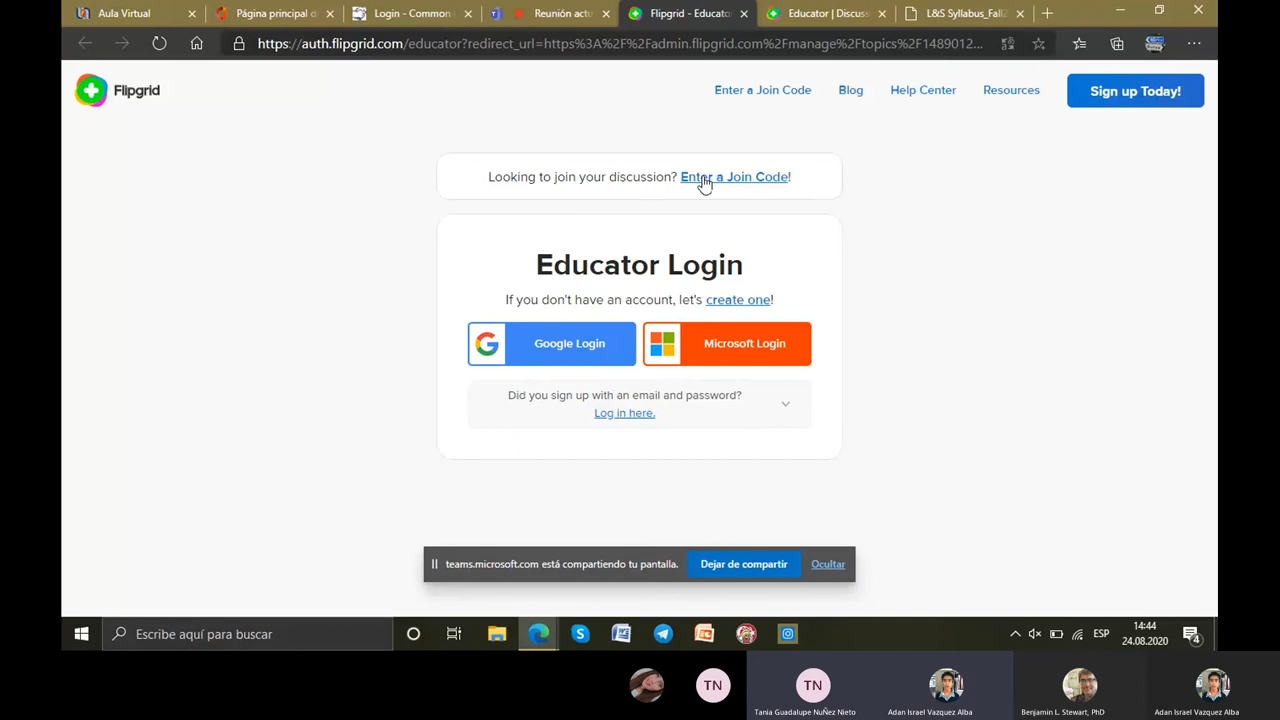 Aula Virtual
Página principal d
Login - Common
Reunión actu
Flipgrid - Educator
Educator | Discuss
L&S Syllabus_Fall2
https://auth.flipgrid.com/educator?redirect_url=https%3A%2F%2Fadmin.flipgrid.com%2Fmanage%2Ftopics%2F1489012...
Flipgrid
Enter a Join Code
Blog
Help Center
Resources
Sign up Today!
Looking to join your discussion? Enter a Join Code!
Educator Login
If you don't have an account, let's create one!
Google Login
Microsoft Login
Did you sign up with an email and password?
Log in here.
teams.microsoft.com está compartiendo tu pantalla.
Dejar de compartir
Ocultar
Escribe aquí para buscar
ESP
14:44
24.08.2020
4
TN
TN
Tania Guadalupe NuÑez Nieto
Adan Israel Vazquez Alba
Benjamin L. Stewart, PhD
Adan Israel Vazquez Alba